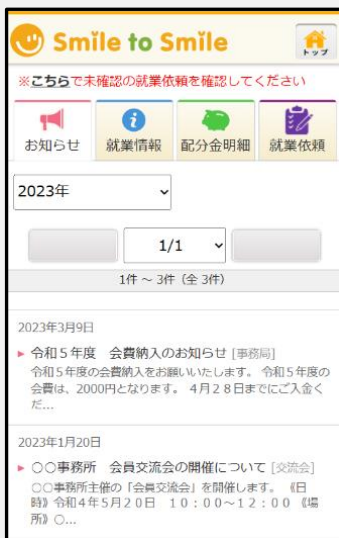 Smile to Smile
トップ
※こちらで未確認の就業依頼を確認してください
お知らせ 就業情報 配分金明細 就業依頼
2023年
1/1
1件 ～ 3件 (全 3件)
2023年3月9日
令和５年度　会費納入のお知らせ [事務局]
令和５年度の会費納入をお願いいたします。 令和５年度の
会費は、2000円となります。 ４月２８日までにご入金く
だ...
2023年1月20日
○○事務所　会員交流会の開催について [交流会]
○○事務所主催の「会員交流会」を開催します。 《日
時》令和４年５月２０日　１０：００～１２：００ 《場
所》○...